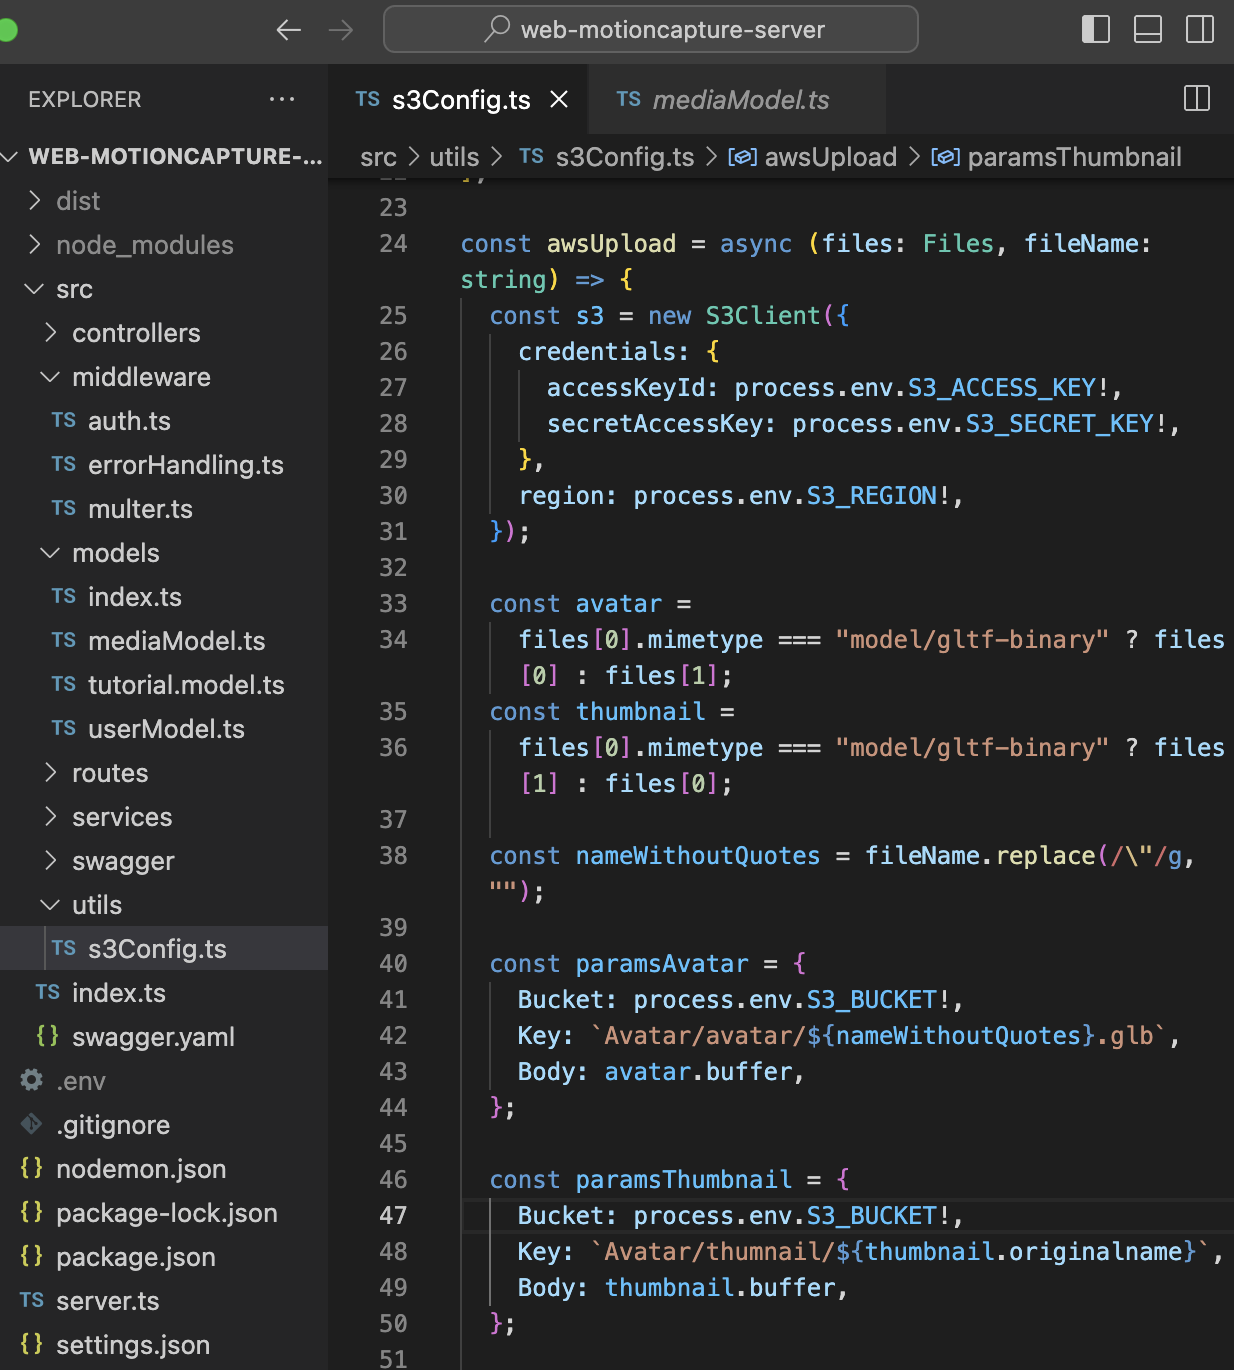 web-motioncapture-server
EXPLORER
WEB-MOTIONCAPTURE-...
dist
node_modules
src
controllers
middleware
TS auth.ts
TS errorHandling.ts
TS multer.ts
models
TS index.ts
TS mediaModel.ts
TS tutorial.model.ts
TS userModel.ts
routes
services
swagger
utils
TS s3Config.ts
TS index.ts
{} swagger.yaml
.env
.gitignore
{} nodemon.json
{} package-lock.json
{} package.json
TS server.ts
{} settings.json
TS s3Config.ts
TS mediaModel.ts
src > utils > TS s3Config.ts > awsUpload > paramsThumbnail
23
24 const awsUpload = async (files: Files, fileName:
string) => {
25 const s3 = new S3Client({
26 credentials: {
27 accessKeyId: process.env.S3_ACCESS_KEY!,
28 secretAccessKey: process.env.S3_SECRET_KEY!,
29 },
30 region: process.env.S3_REGION!,
31 });
32
33 const avatar =
34 files[0].mimetype === "model/gltf-binary" ? files
[0] : files[1];
35 const thumbnail =
36 files[0].mimetype === "model/gltf-binary" ? files
[1] : files[0];
37
38 const nameWithoutQuotes = fileName.replace(/\"/g,
"");
39
40 const paramsAvatar = {
41 Bucket: process.env.S3_BUCKET!,
42 Key: `Avatar/avatar/${nameWithoutQuotes}.glb`,
43 Body: avatar.buffer,
44 };
45
46 const paramsThumbnail = {
47 Bucket: process.env.S3_BUCKET!,
48 Key: `Avatar/thumnail/${thumbnail.originalname}`,
49 Body: thumbnail.buffer,
50 };
51